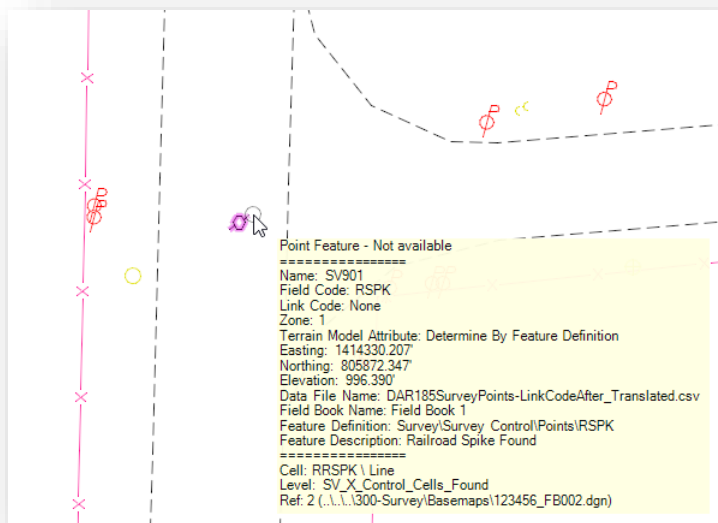 Point Feature - Not available
================
Name: SV901
Field Code: RSPK
Link Code: None
Zone: 1
Terrain Model Attribute: Determine By Feature Definition
Easting: 1414330.207'
Northing: 805872.347'
Elevation: 996.390'
Data File Name: DAR185SurveyPoints-LinkCodeAfter_Translated.csv
Field Book Name: Field Book 1
Feature Definition: Survey\Survey Control\Points\RSPK
Feature Description: Railroad Spike Found
================
Cell: RRSPK \ Line
Level: SV_X_Control_Cells_Found
Ref: 2 (..\..\..\300-Survey\Basemaps\123456_FB002.dgn)